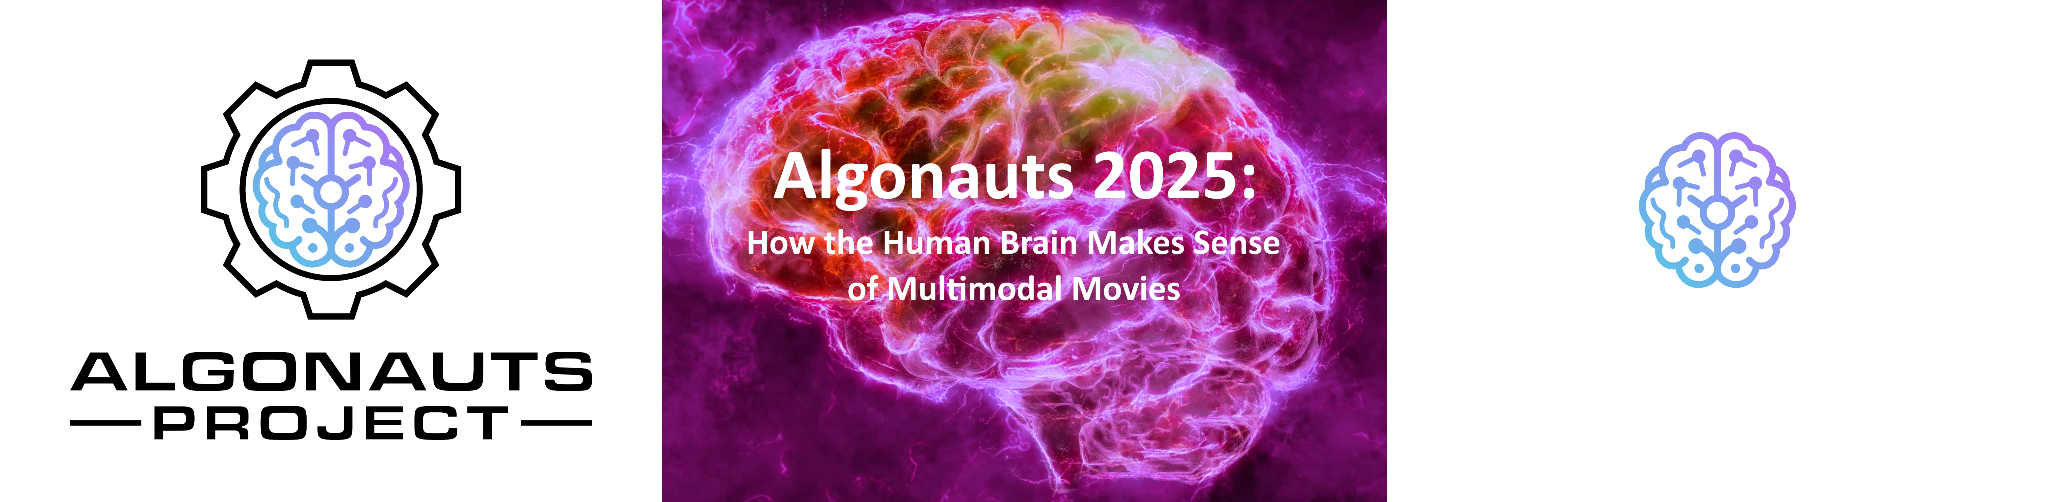 ALGONAUTS
PROJECT
Algonauts 2025:
How the Human Brain Makes Sense
of Multimodal Movies